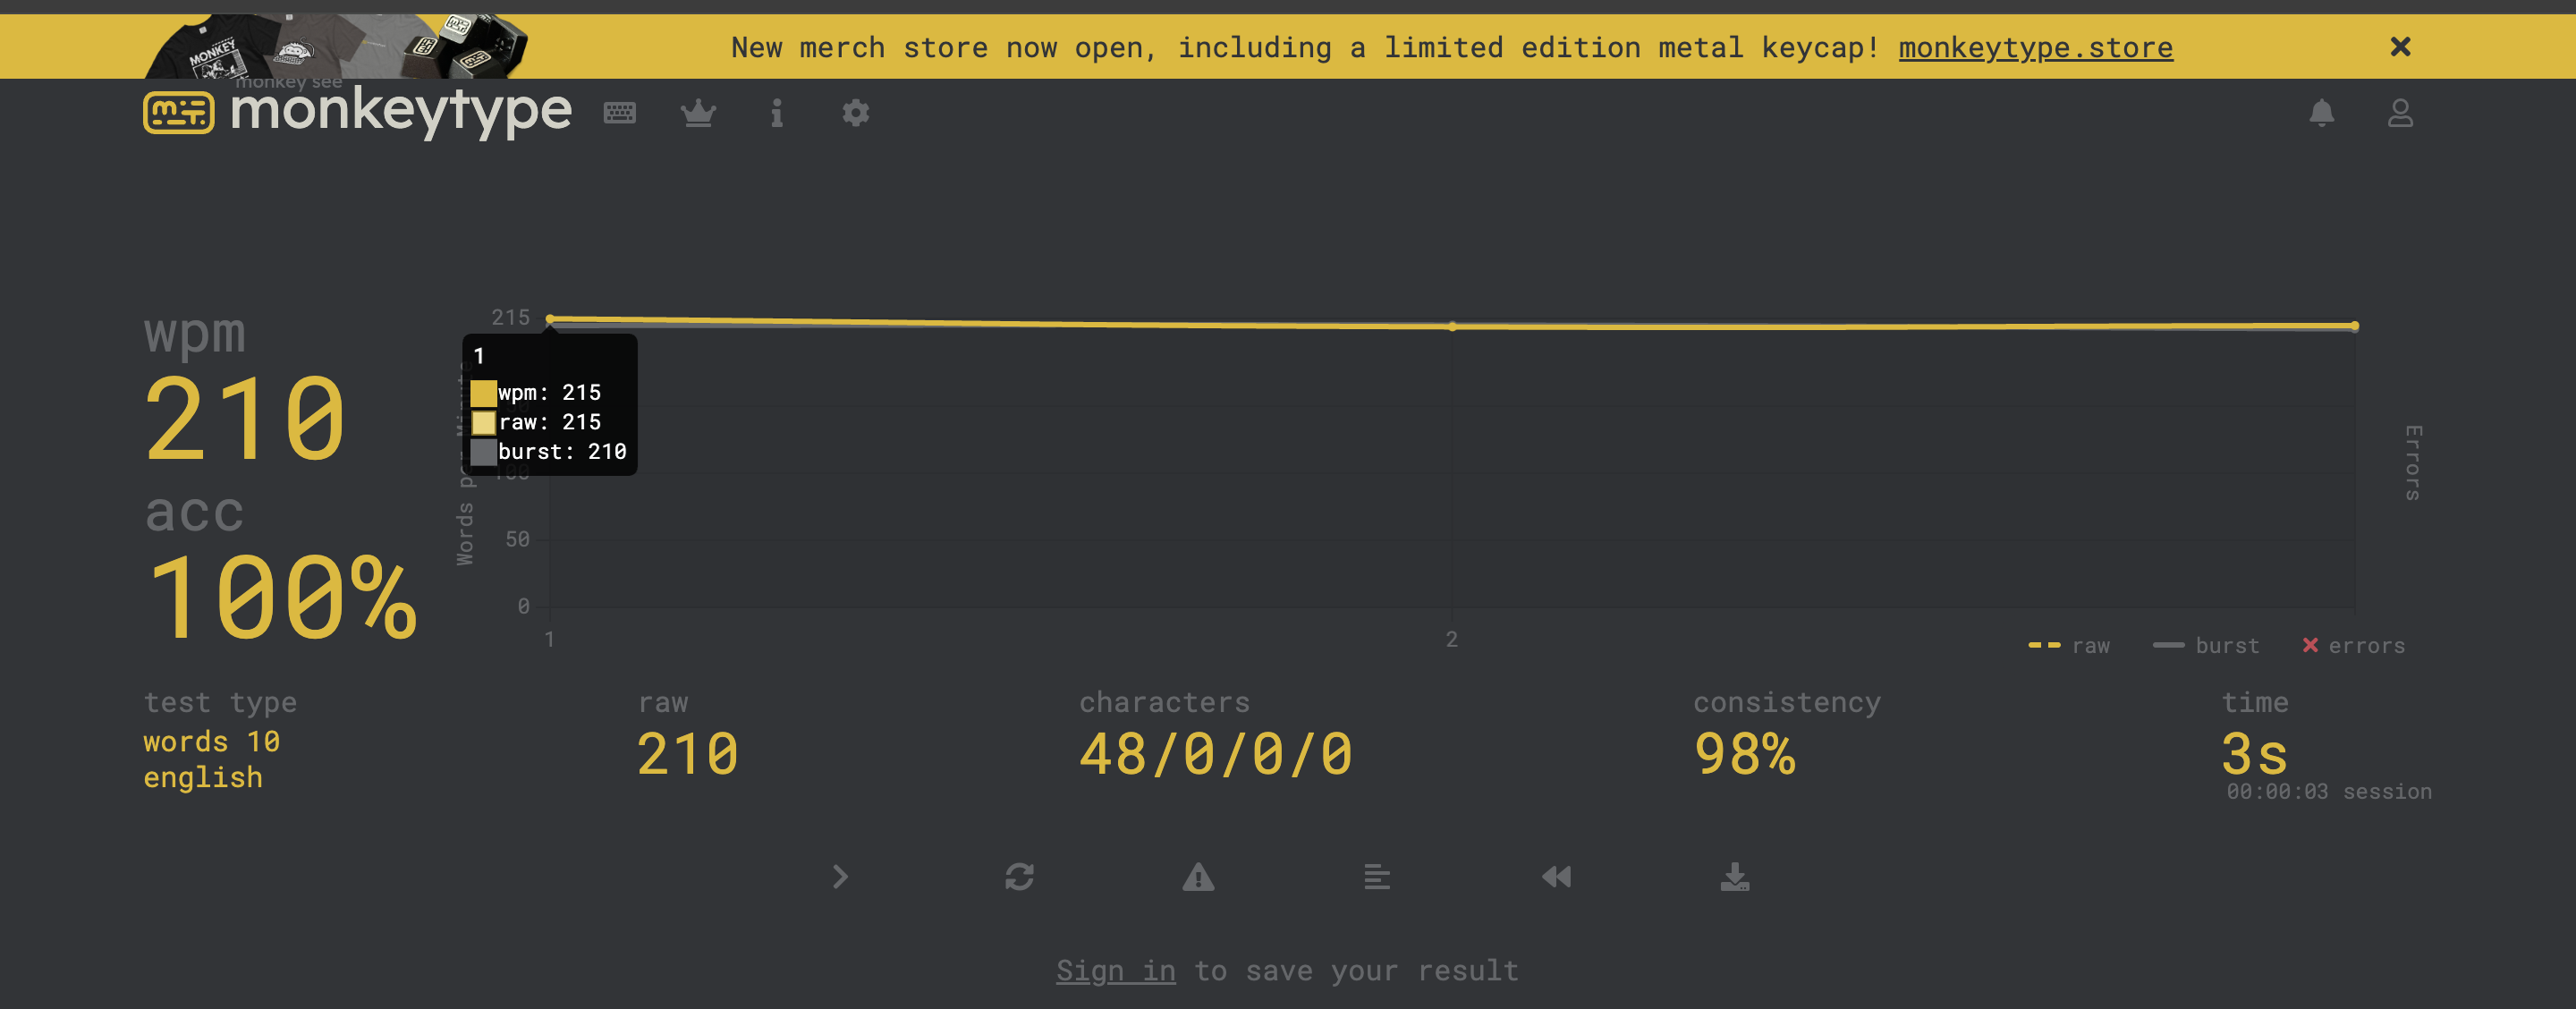 New merch store now open, including a limited edition metal keycap! monkeytype.store
MONKEY
monkey see
monkeytype
wpm
210
acc
100%
215
100
50
0
Words per Minute
1
wpm: 215
raw: 215
burst: 210
1
2
Errors
raw
burst
errors
test type
words 10
english
raw
210
characters
48/0/0/0
consistency
98%
time
3s
00:00:03 session
Sign in to save your result